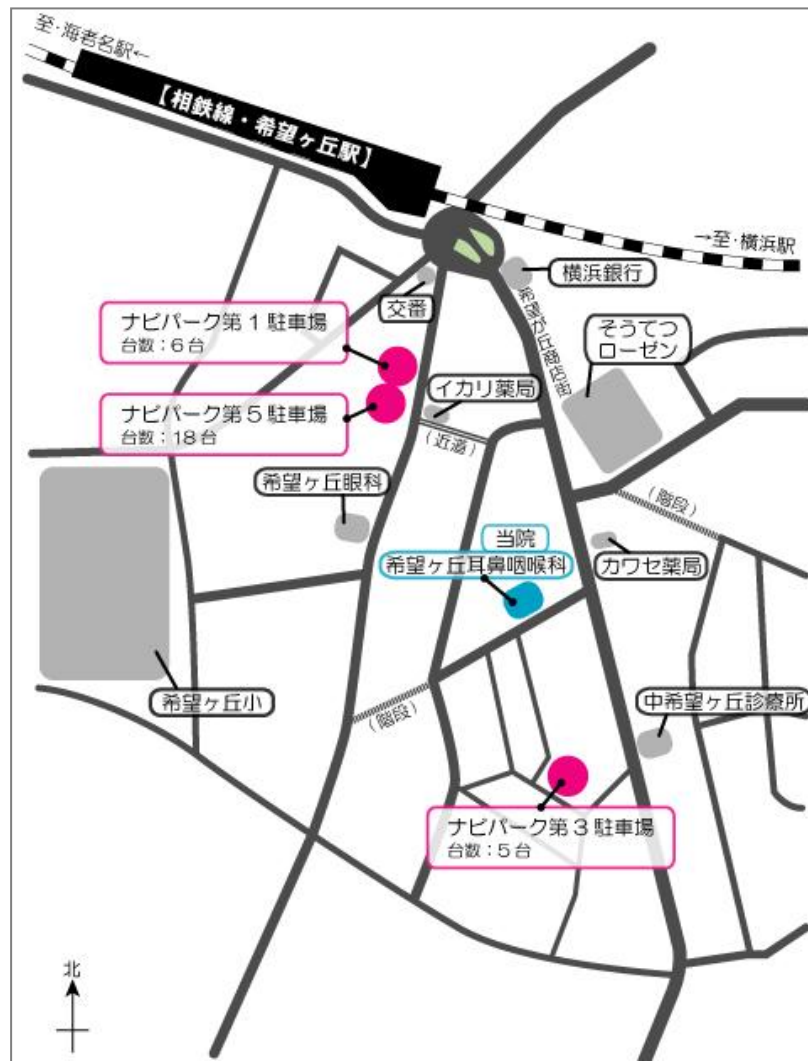 至・海老名駅←
【相鉄線・希望ヶ丘駅】
→至・横浜駅
横浜銀行
交番
希望が丘商店街
ナビパーク第1駐車場
台数：6台
そうてつ
ローゼン
イカリ薬局
ナビパーク第5駐車場
台数：18台
（近道）
希望ヶ丘眼科
（階段）
当院
希望ヶ丘耳鼻咽喉科
カワセ薬局
希望ヶ丘小
（階段）
中希望ヶ丘診療所
ナビパーク第3駐車場
台数：5台
北